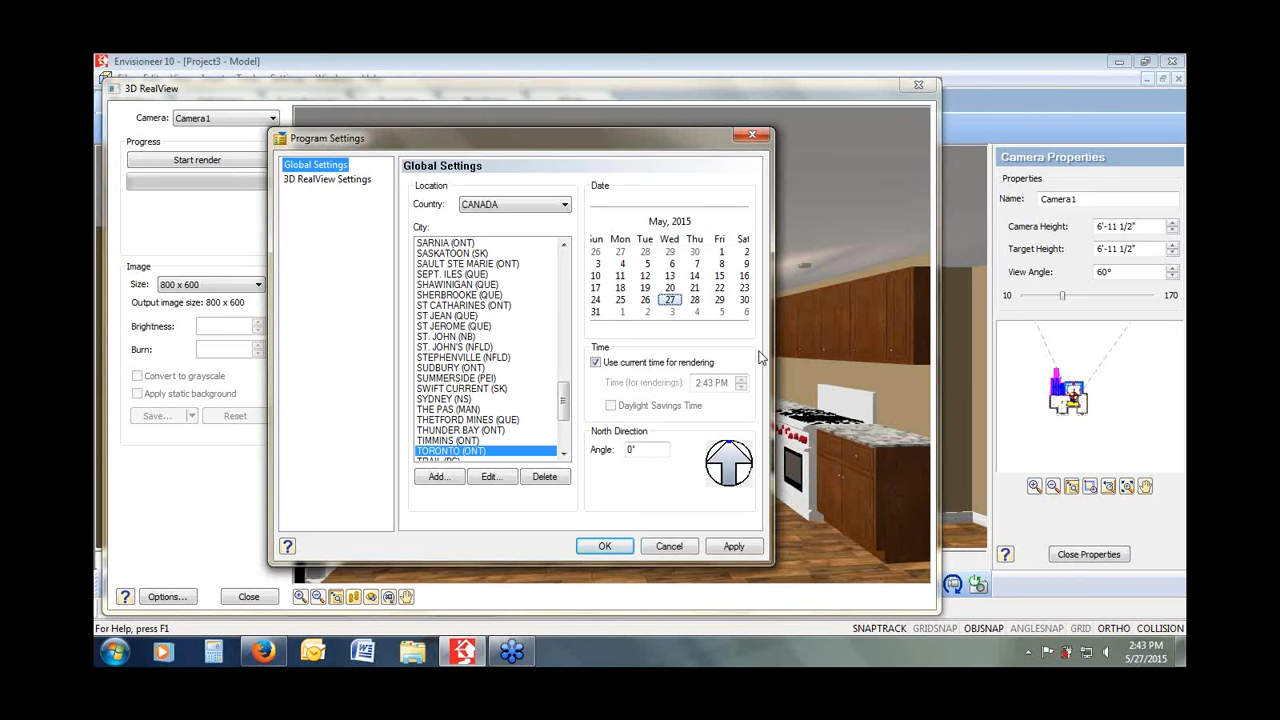 Envisioneer 10 - [Project3 - Model]
3D RealView
Camera: Camera1
Progress
Start render
Image
Size: 800 x 600
Output image size: 800 x 600
Brightness:
Burn:
Convert to grayscale
Apply static background
Save... Reset
? Options... Close
Program Settings
Global Settings
3D RealView Settings
Global Settings
Location
Country: CANADA
City:
SARNIA (ONT)
SASKATOON (SK)
SAULT STE MARIE (ONT)
SEPT. ILES (QUE)
SHAWINIGAN (QUE)
SHERBROOKE (QUE)
ST CATHARINES (ONT)
ST JEAN (QUE)
ST JEROME (QUE)
ST. JOHN (NB)
ST. JOHN'S (NFLD)
STEPHENVILLE (NFLD)
SUDBURY (ONT)
SUMMERSIDE (PEI)
SWIFT CURRENT (SK)
SYDNEY (NS)
THE PAS (MAN)
THETFORD MINES (QUE)
THUNDER BAY (ONT)
TIMMINS (ONT)
TORONTO (ONT)
Add... Edit... Delete
Date
May, 2015
Sun Mon Tue Wed Thu Fri Sat
26 27 28 29 30 1 2
3 4 5 6 7 8 9
10 11 12 13 14 15 16
17 18 19 20 21 22 23
24 25 26 27 28 29 30
31 1 2 3 4 5 6
Time
Use current time for rendering
Time (for renderings): 2:43 PM
Daylight Savings Time
North Direction
Angle: 0°
? OK Cancel Apply
Camera Properties
Properties
Name: Camera1
Camera Height: 6'-11 1/2"
Target Height: 6'-11 1/2"
View Angle: 60°
10 170
? Close Properties
For Help, press F1
SNAPTRACK GRIDSNAP OBJSNAP ANGLESNAP GRID ORTHO COLLISION
2:43 PM
5/27/2015